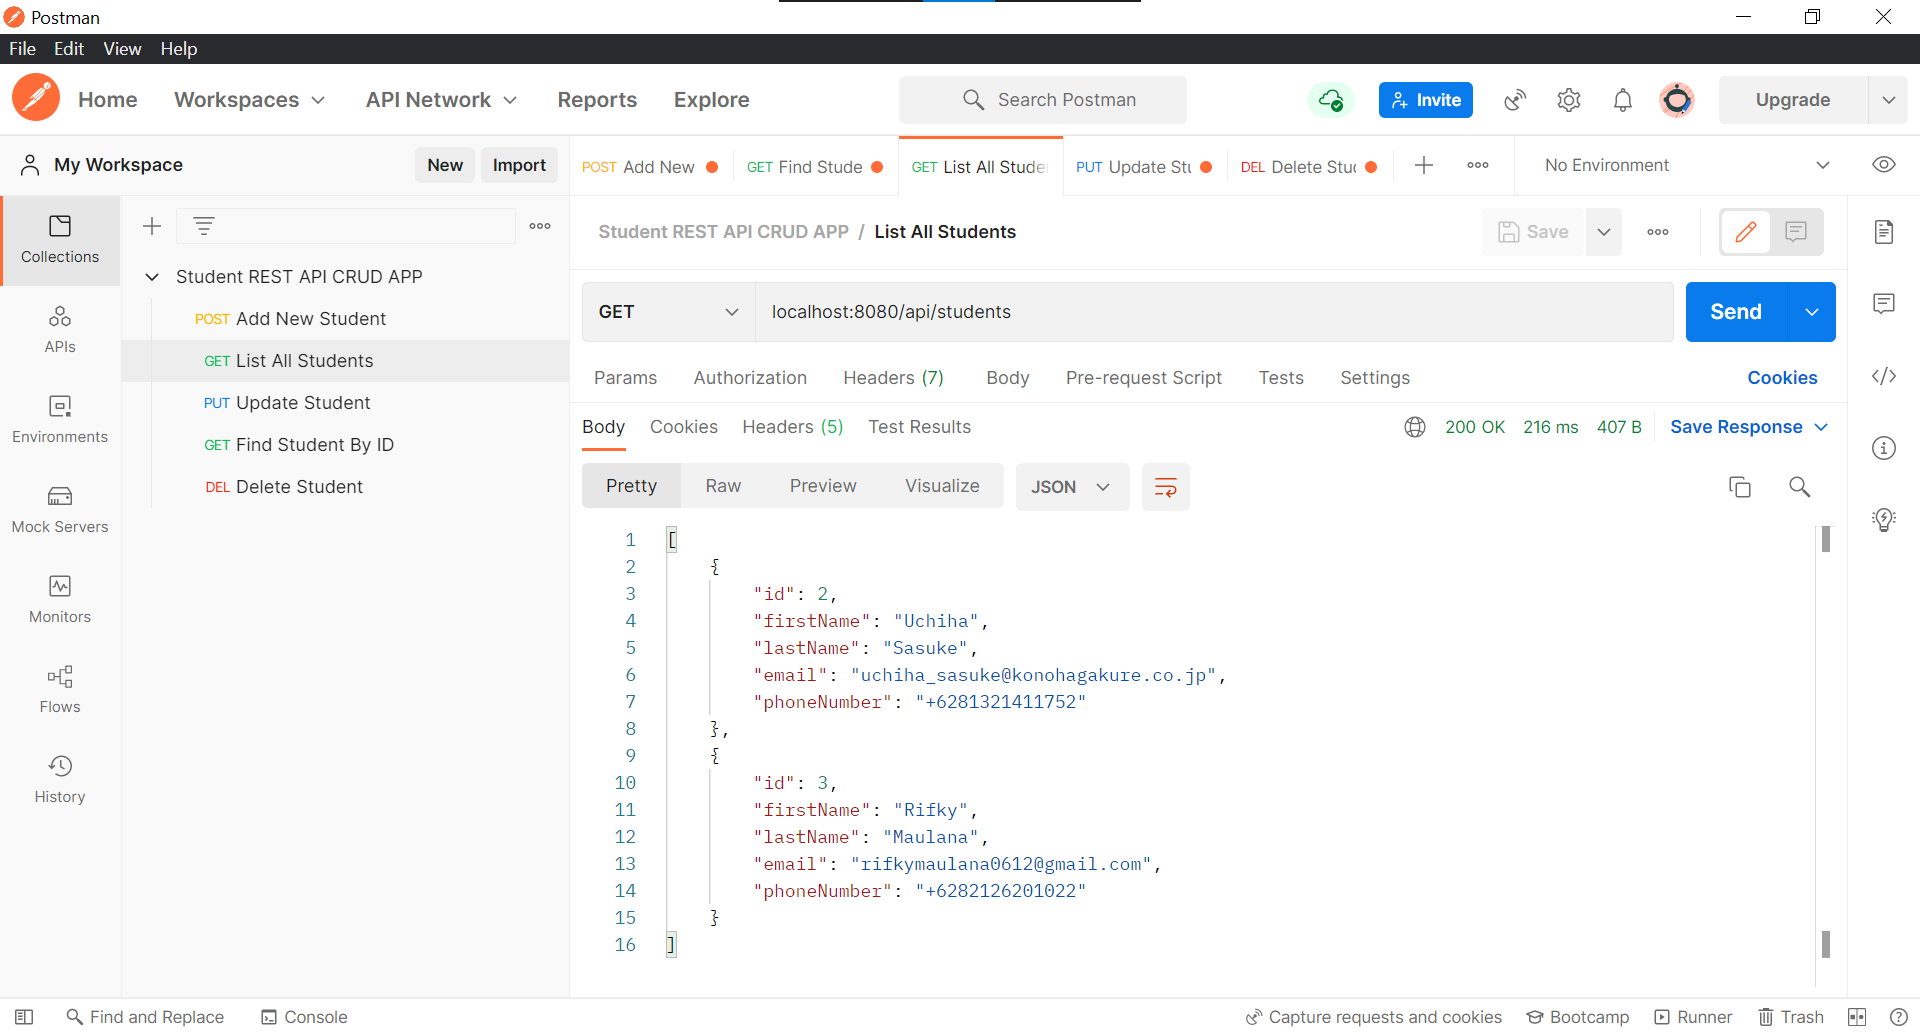 Postman
File Edit View Help
Home Workspaces API Network Reports Explore Search Postman Invite Upgrade
My Workspace New Import
POST Add New GET Find Stude GET List All Stude PUT Update Stu DEL Delete Stuc No Environment
Collections
APIs
Environments
Mock Servers
Monitors
Flows
History
Student REST API CRUD APP
POST Add New Student
GET List All Students
PUT Update Student
GET Find Student By ID
DEL Delete Student
Student REST API CRUD APP / List All Students Save
GET localhost:8080/api/students Send
Params Authorization Headers (7) Body Pre-request Script Tests Settings Cookies
Body Cookies Headers (5) Test Results 200 OK 216 ms 407 B Save Response
Pretty Raw Preview Visualize JSON
1 [
2 {
3 "id": 2,
4 "firstName": "Uchiha",
5 "lastName": "Sasuke",
6 "email": "uchiha_sasuke@konohagakure.co.jp",
7 "phoneNumber": "+6281321411752"
8 },
9 {
10 "id": 3,
11 "firstName": "Rifky",
12 "lastName": "Maulana",
13 "email": "rifkymaulana0612@gmail.com",
14 "phoneNumber": "+6282126201022"
15 }
16 ]
Find and Replace Console Capture requests and cookies Bootcamp Runner Trash